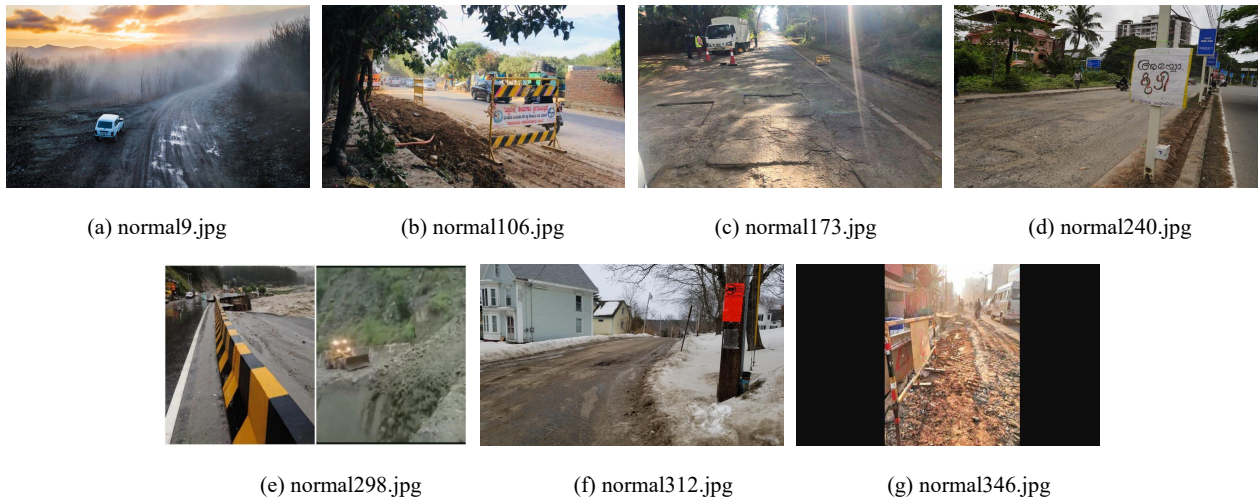 (a) normal9.jpg
(b) normal106.jpg
(c) normal173.jpg
(d) normal240.jpg
(e) normal298.jpg
(f) normal312.jpg
(g) normal346.jpg